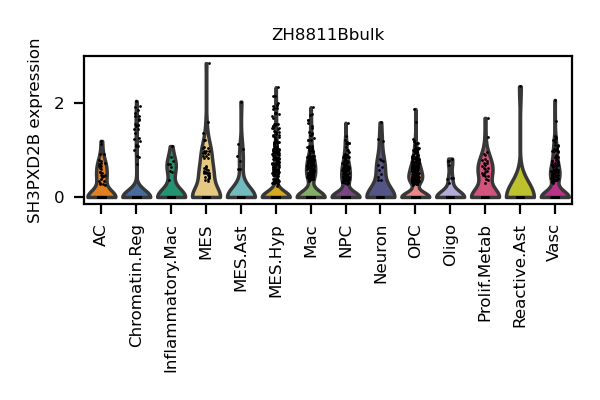 ZH8811Bbulk
SH3PXD2B expression
2
0
AC
Chromatin.Reg
Inflammatory.Mac
MES
MES.Ast
MES.Hyp
Mac
NPC
Neuron
OPC
Oligo
Prolif.Metab
Reactive.Ast
Vasc